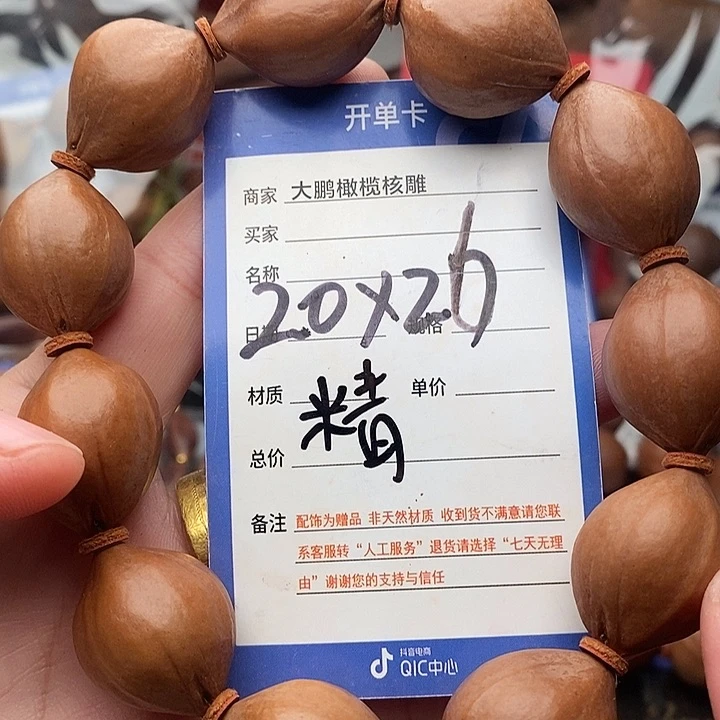 开单卡
商家 大鹏橄榄核雕
买家
名称
20×26
日期 规格
材质 精 单价
总价
备注 配饰为赠品 非天然材质 收到货不满意请您联
系客服转“人工服务”退货请选择“七天无理
由”谢谢您的支持与信任
抖音电商
QIC中心